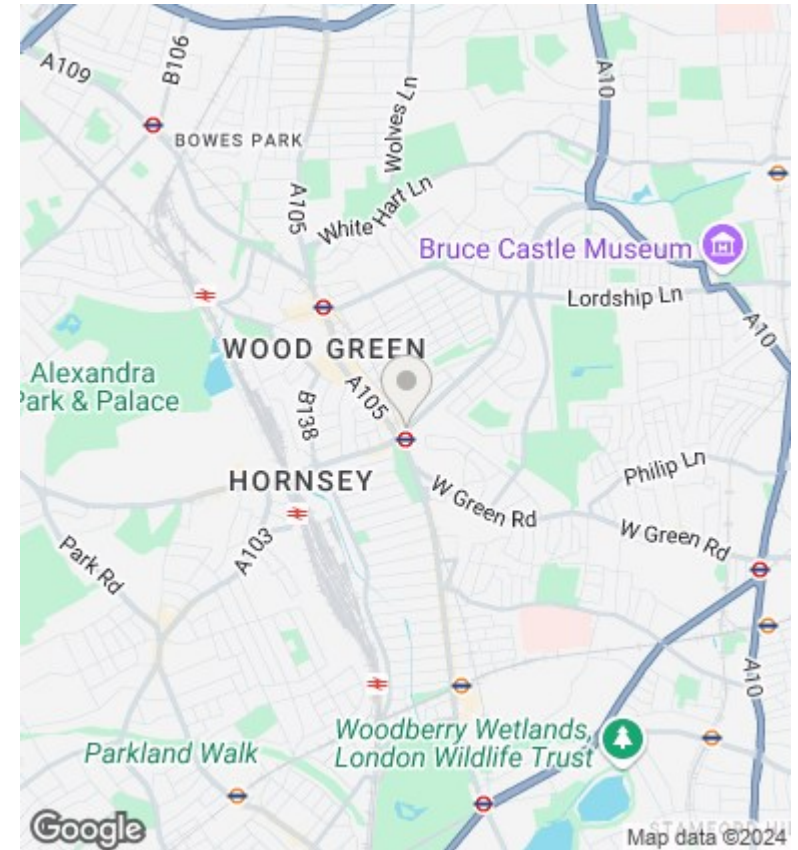 A109
B106
BOWES PARK
Wolves Ln
A10
A105
White Hart Ln
Bruce Castle Museum
Lordship Ln
A10
WOOD GREEN
Alexandra
Park & Palace
A105
B138
HORNSEY
Philip Ln
W Green Rd
W Green Rd
Park Rd
A103
A10
Woodberry Wetlands,
London Wildlife Trust
Parkland Walk
Google
Map data ©2024